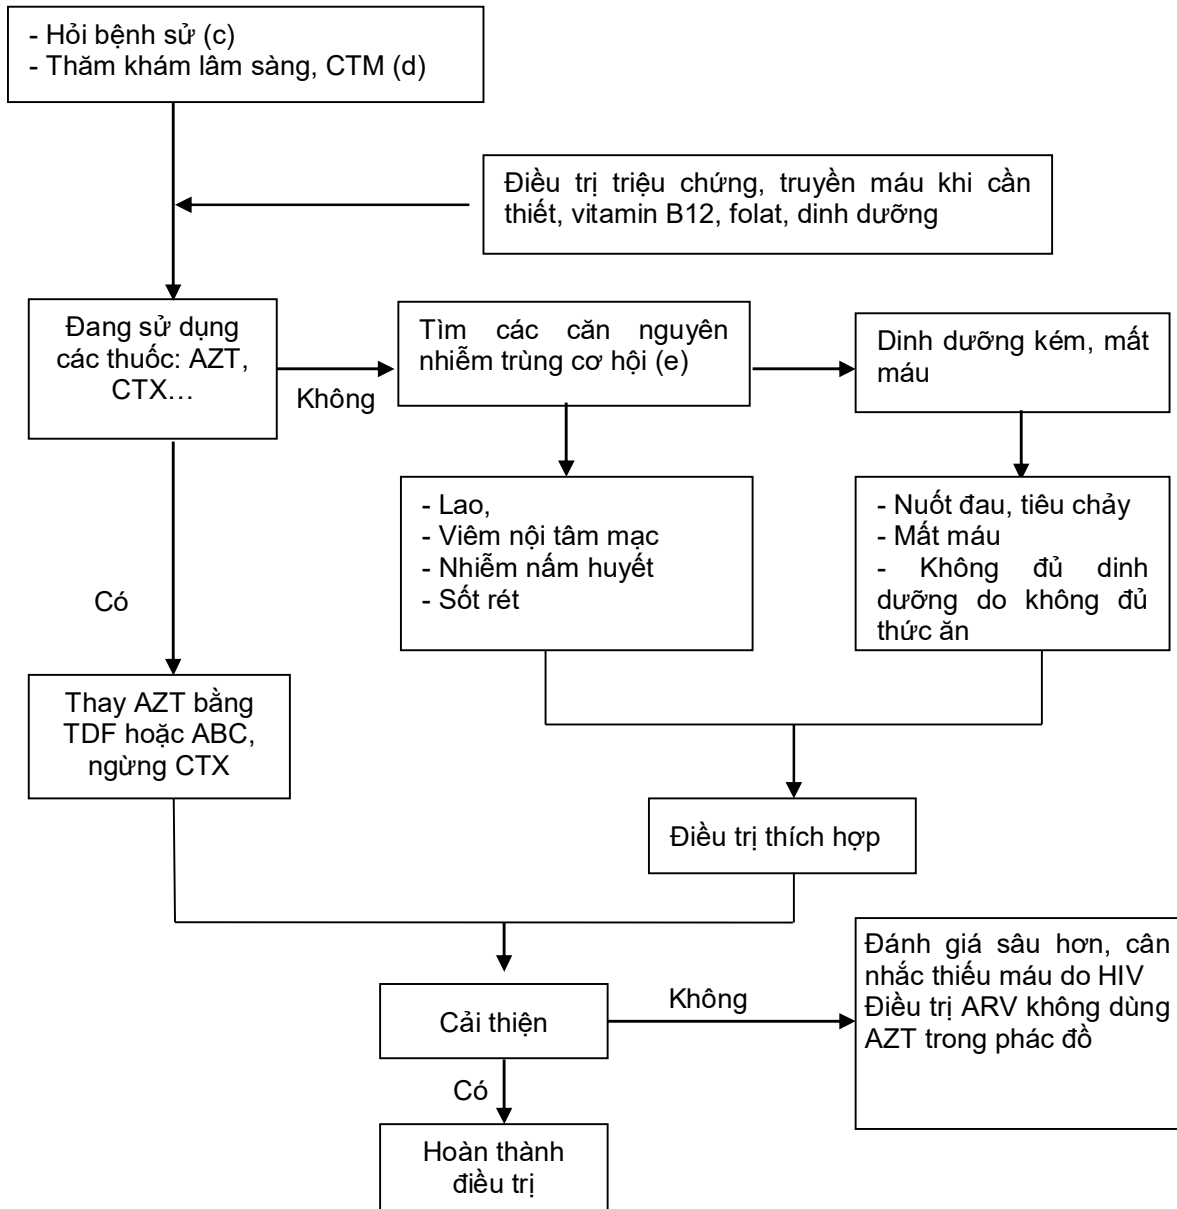 - Hỏi bệnh sử (c)
- Thăm khám lâm sàng, CTM (d)
Điều trị triệu chứng, truyền máu khi cần
thiết, vitamin B12, folat, dinh dưỡng
Đang sử dụng
các thuốc: AZT,
CTX…
Không
Tìm các căn nguyên
nhiễm trùng cơ hội (e)
Dinh dưỡng kém, mất
máu
- Lao,
- Viêm nội tâm mạc
- Nhiễm nấm huyết
- Sốt rét
- Nuốt đau, tiêu chảy
- Mất máu
- Không đủ dinh
dưỡng do không đủ
thức ăn
Có
Thay AZT bằng
TDF hoặc ABC,
ngừng CTX
Điều trị thích hợp
Cải thiện
Không
Đánh giá sâu hơn, cân
nhắc thiếu máu do HIV
Điều trị ARV không dùng
AZT trong phác đồ
Có
Hoàn thành
điều trị